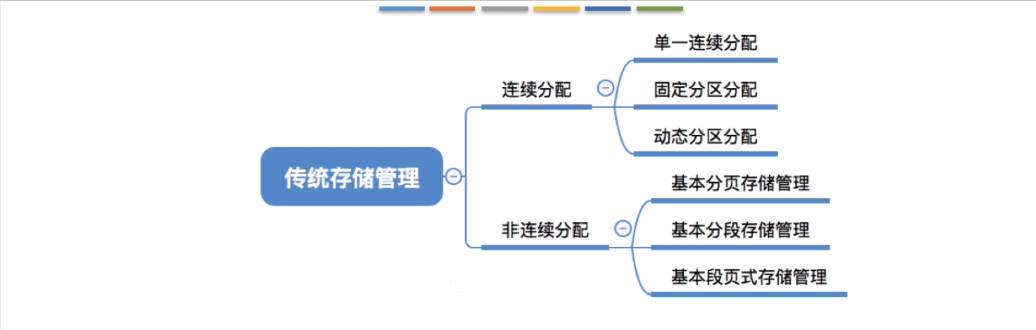 传统存储管理
连续分配
单一连续分配
固定分区分配
动态分区分配
非连续分配
基本分页存储管理
基本分段存储管理
基本段页式存储管理